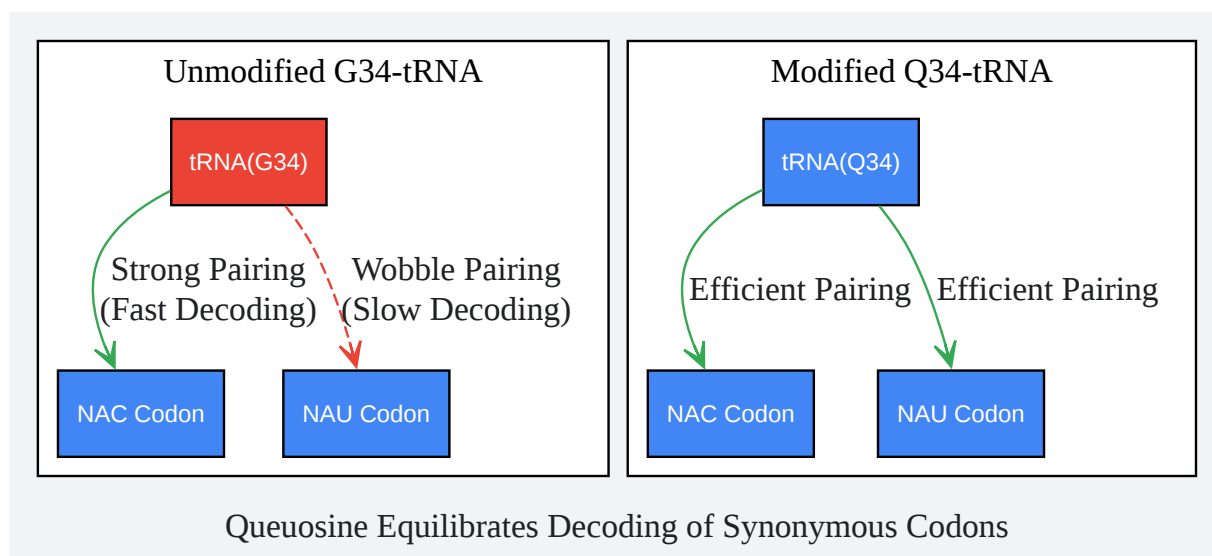 Unmodified G34-tRNA
tRNA(G34)
Strong Pairing
(Fast Decoding)
Wobble Pairing
(Slow Decoding)
NAC Codon
NAU Codon
Modified Q34-tRNA
tRNA(Q34)
Efficient Pairing
Efficient Pairing
NAC Codon
NAU Codon
Queuosine Equilibrates Decoding of Synonymous Codons